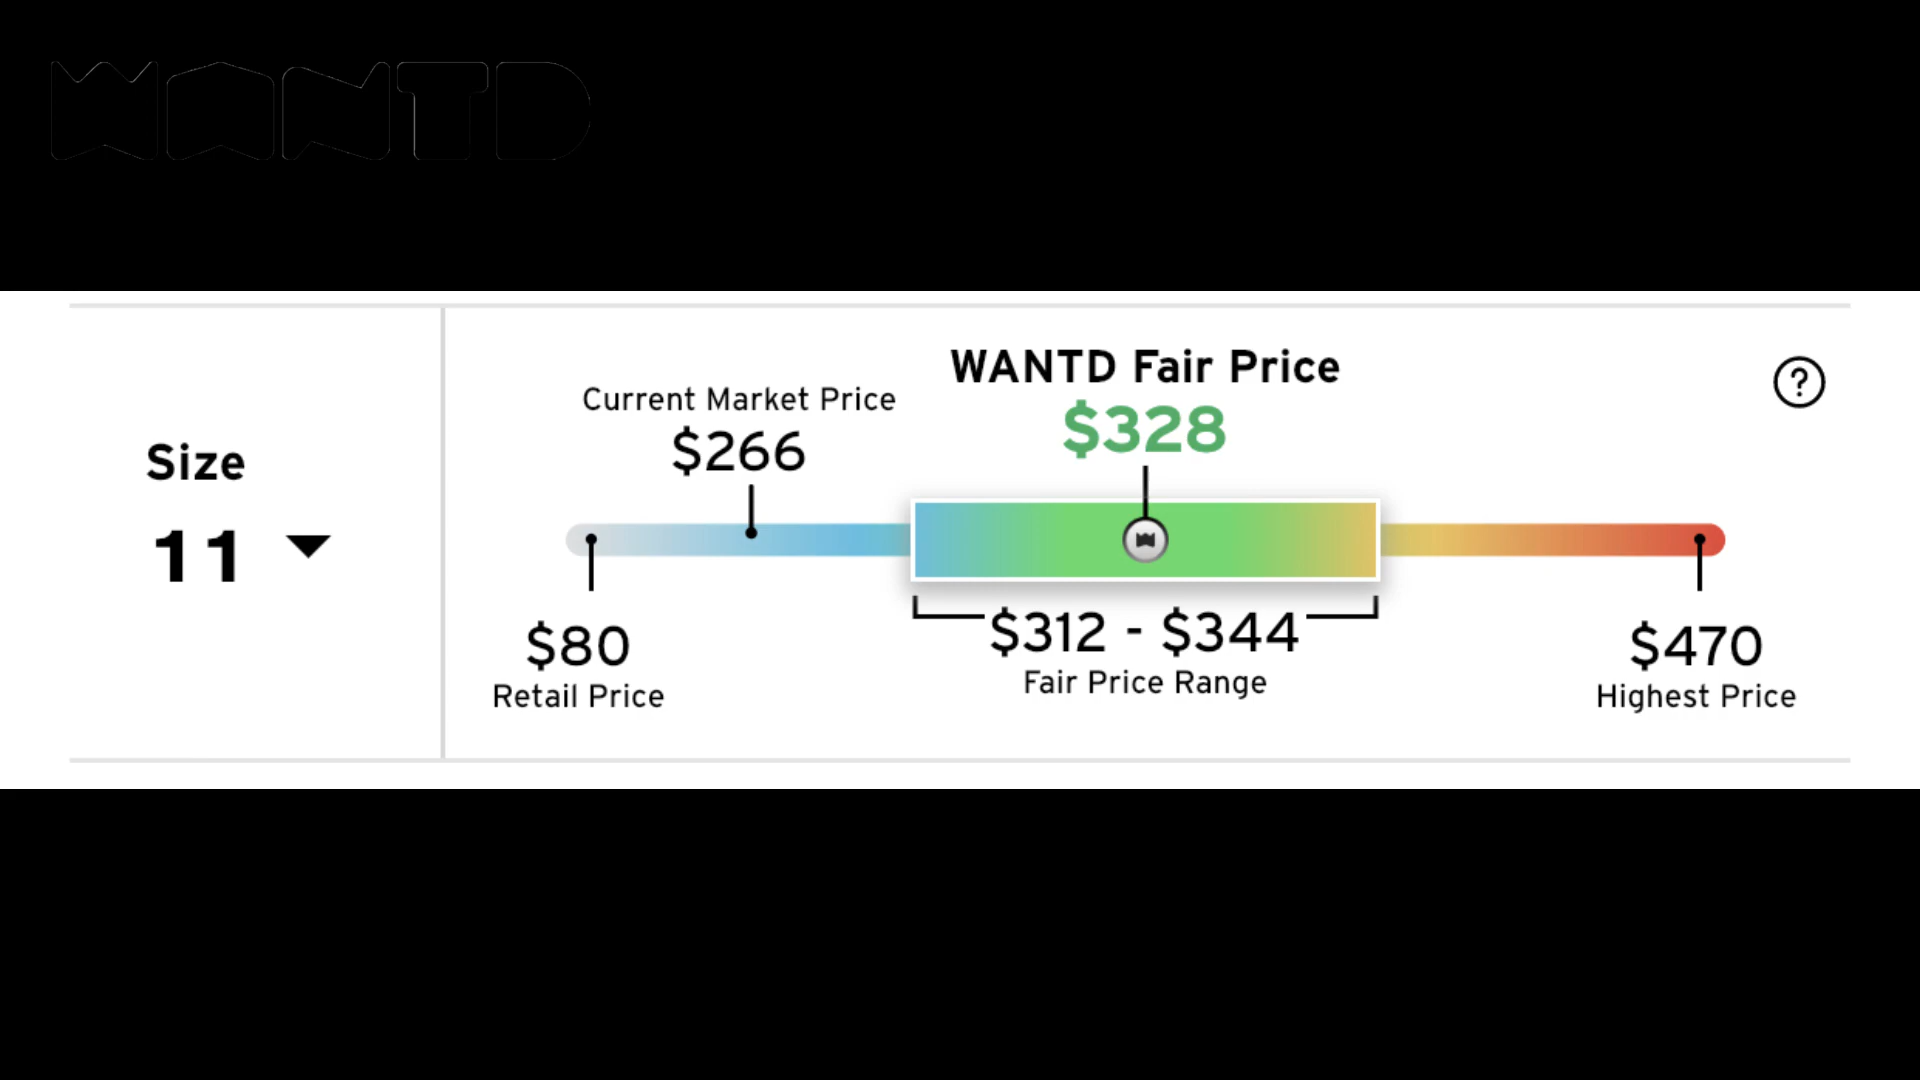 WANTD
WANTD Fair Price
$328
Current Market Price
$266
Size
11
$312 - $344
Fair Price Range
$80
Retail Price
$470
Highest Price
?